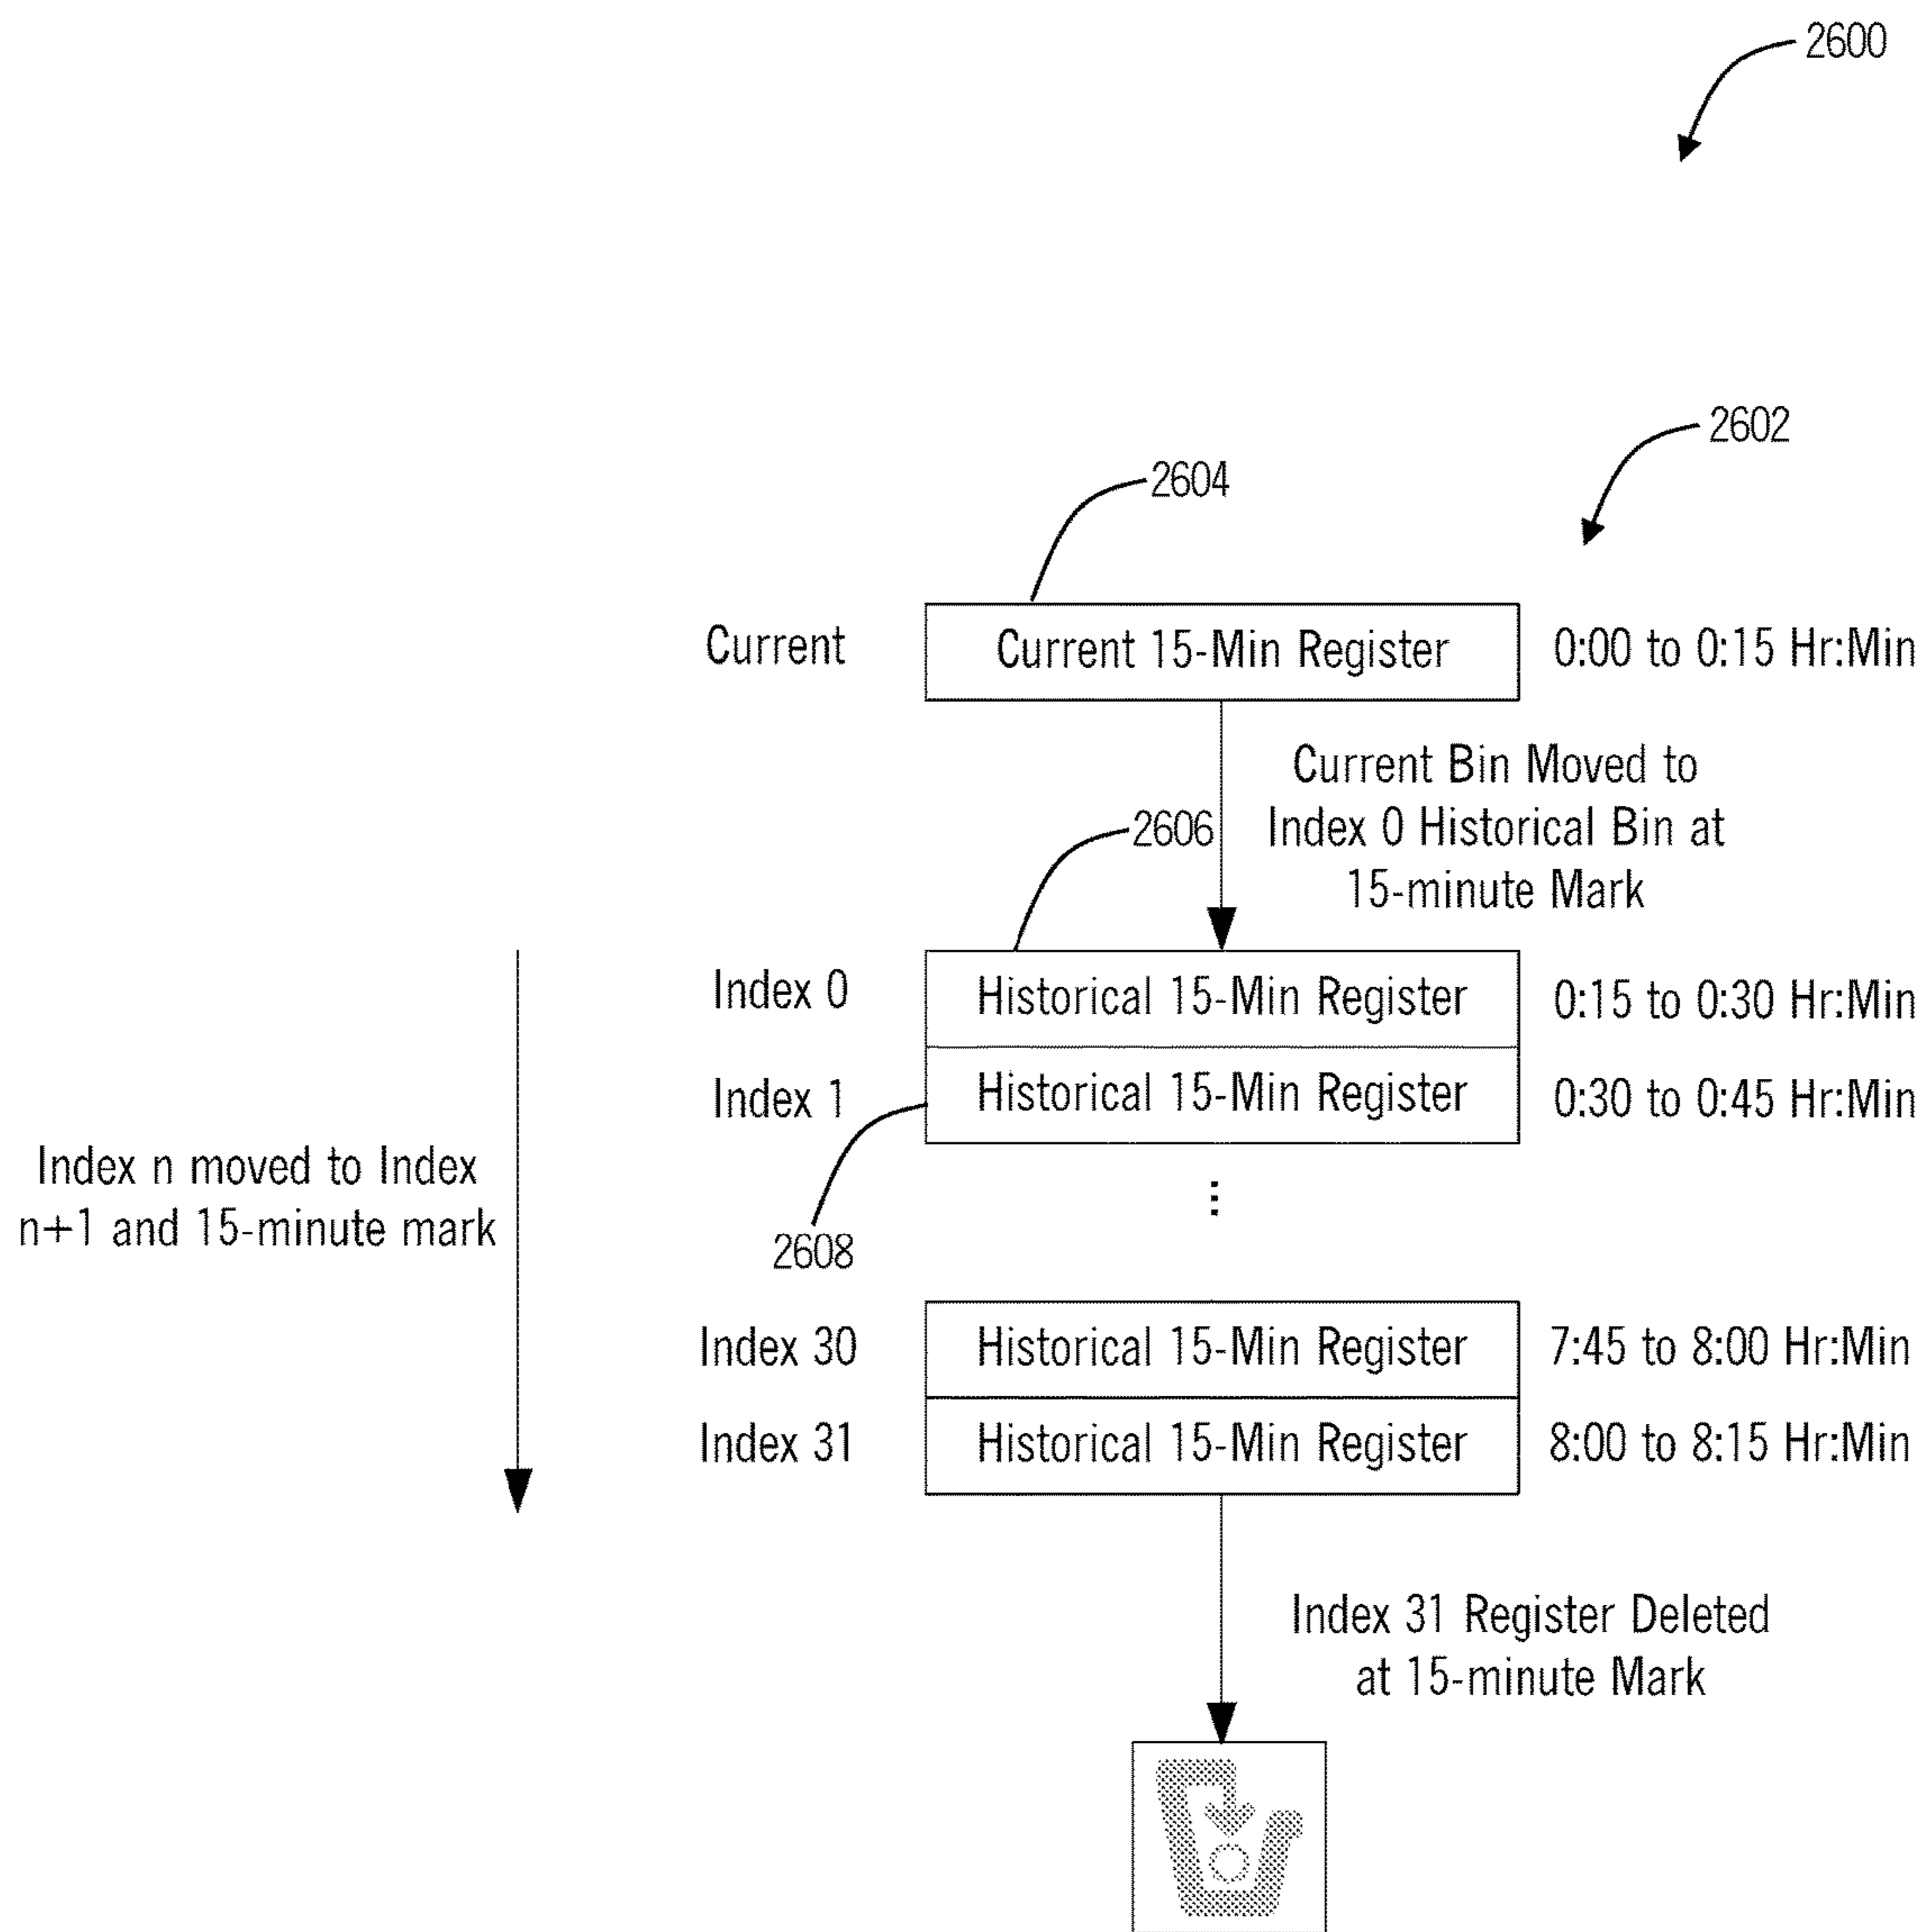 2600
2602
2604
Current
Current 15-Min Register
0:00 to 0:15 Hr:Min
Current Bin Moved to
Index 0 Historical Bin at
15-minute Mark
2606
Index 0
Historical 15-Min Register
0:15 to 0:30 Hr:Min
Index 1
Historical 15-Min Register
0:30 to 0:45 Hr:Min
Index n moved to Index
n+1 and 15-minute mark
2608
Index 30
Historical 15-Min Register
7:45 to 8:00 Hr:Min
Index 31
Historical 15-Min Register
8:00 to 8:15 Hr:Min
Index 31 Register Deleted
at 15-minute Mark